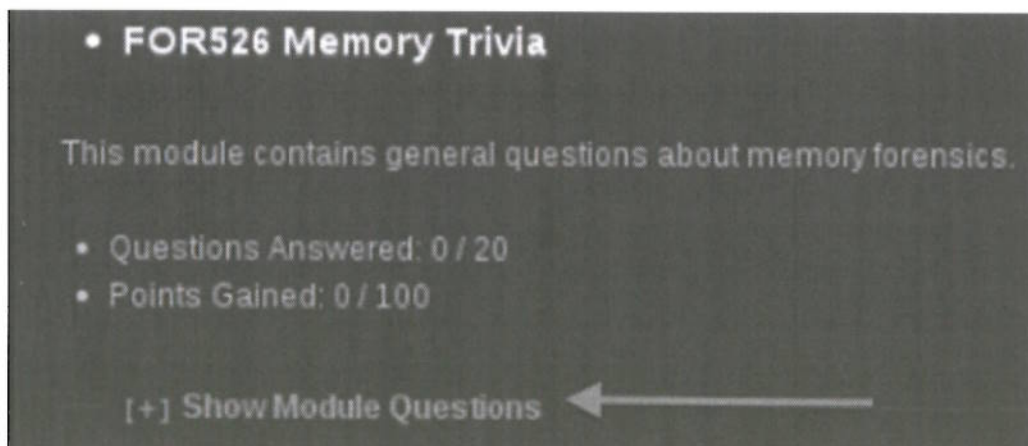 • FOR526 Memory Trivia
This module contains general questions about memory forensics.
• Questions Answered: 0 / 20
• Points Gained: 0 / 100
[+] Show Module Questions